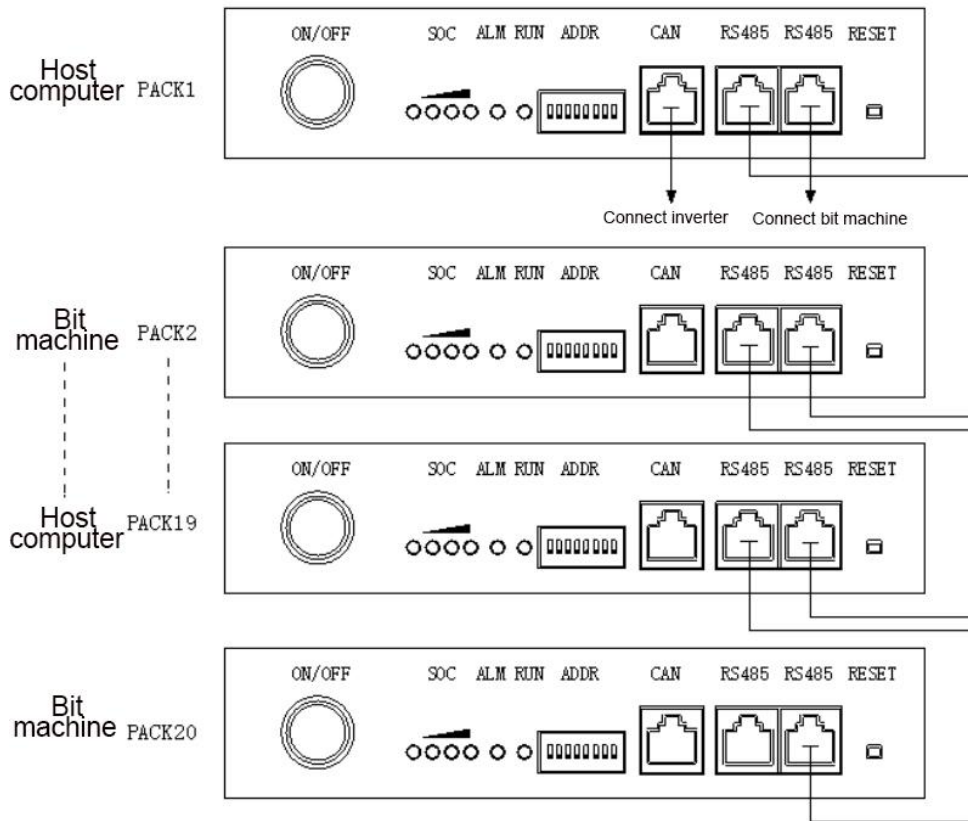 ON/OFF SOC ALM RUN ADDR CAN RS485 RS485 RESET
Host
computer PACK1
Connect inverter Connect bit machine
ON/OFF SOC ALM RUN ADDR CAN RS485 RS485 RESET
Bit
machine PACK2
ON/OFF SOC ALM RUN ADDR CAN RS485 RS485 RESET
Host
computer PACK19
ON/OFF SOC ALM RUN ADDR CAN RS485 RS485 RESET
Bit
machine PACK20